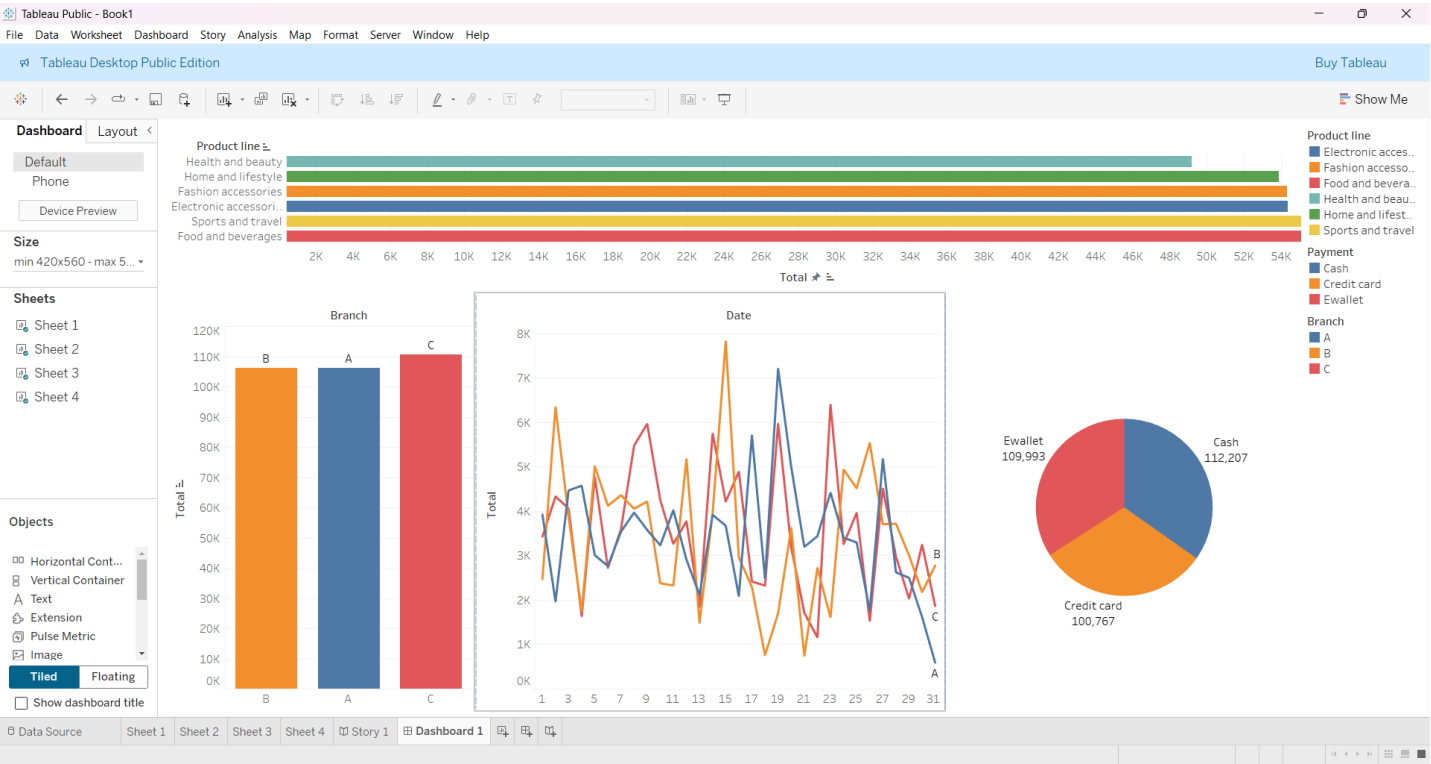 Tableau Public - Book1
File Data Worksheet Dashboard Story Analysis Map Format Server Window Help
Tableau Desktop Public Edition
Buy Tableau
Show Me
Dashboard
Layout
Default
Phone
Device Preview
Size
min 420x560 - max 5...
Sheets
Sheet 1
Sheet 2
Sheet 3
Sheet 4
Objects
Horizontal Cont...
Vertical Container
A Text
Extension
Pulse Metric
Image
Tiled
Floating
Show dashboard title
Product line
Health and beauty
Home and lifestyle
Fashion accessories
Electronic accessori..
Sports and travel
Food and beverages
2K 4K 6K 8K 10K 12K 14K 16K 18K 20K 22K 24K 26K 28K 30K 32K 34K 36K 38K 40K 42K 44K 46K 48K 50K 52K 54K
Total
Branch
120K
110K
100K
90K
80K
70K
60K
50K
40K
30K
20K
10K
0K
Total
B A C
B A C
Date
8K
7K
6K
5K
4K
3K
2K
1K
0K
Total
B
C
A
1 3 5 7 9 11 13 15 17 19 21 23 25 27 29 31
Ewallet
109,993
Cash
112,207
Credit card
100,767
Product line
Electronic acces..
Fashion accesso..
Food and bevera..
Health and beau..
Home and lifest..
Sports and travel
Payment
Cash
Credit card
Ewallet
Branch
A
B
C
Data Source
Sheet 1
Sheet 2
Sheet 3
Sheet 4
Story 1
Dashboard 1